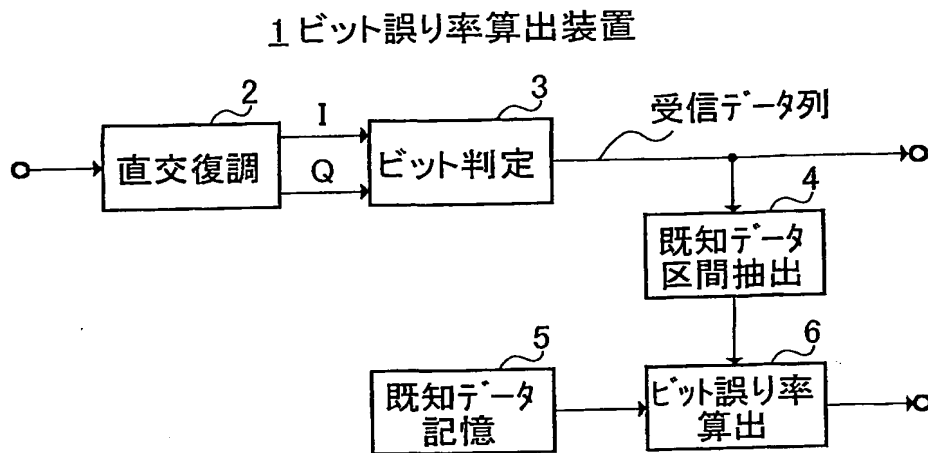 1 ビット誤り率算出装置
2
I
3
受信データ列
直交復調
Q
ビット判定
4
既知データ
区間抽出
5
6
既知データ
記憶
ビット誤り率
算出